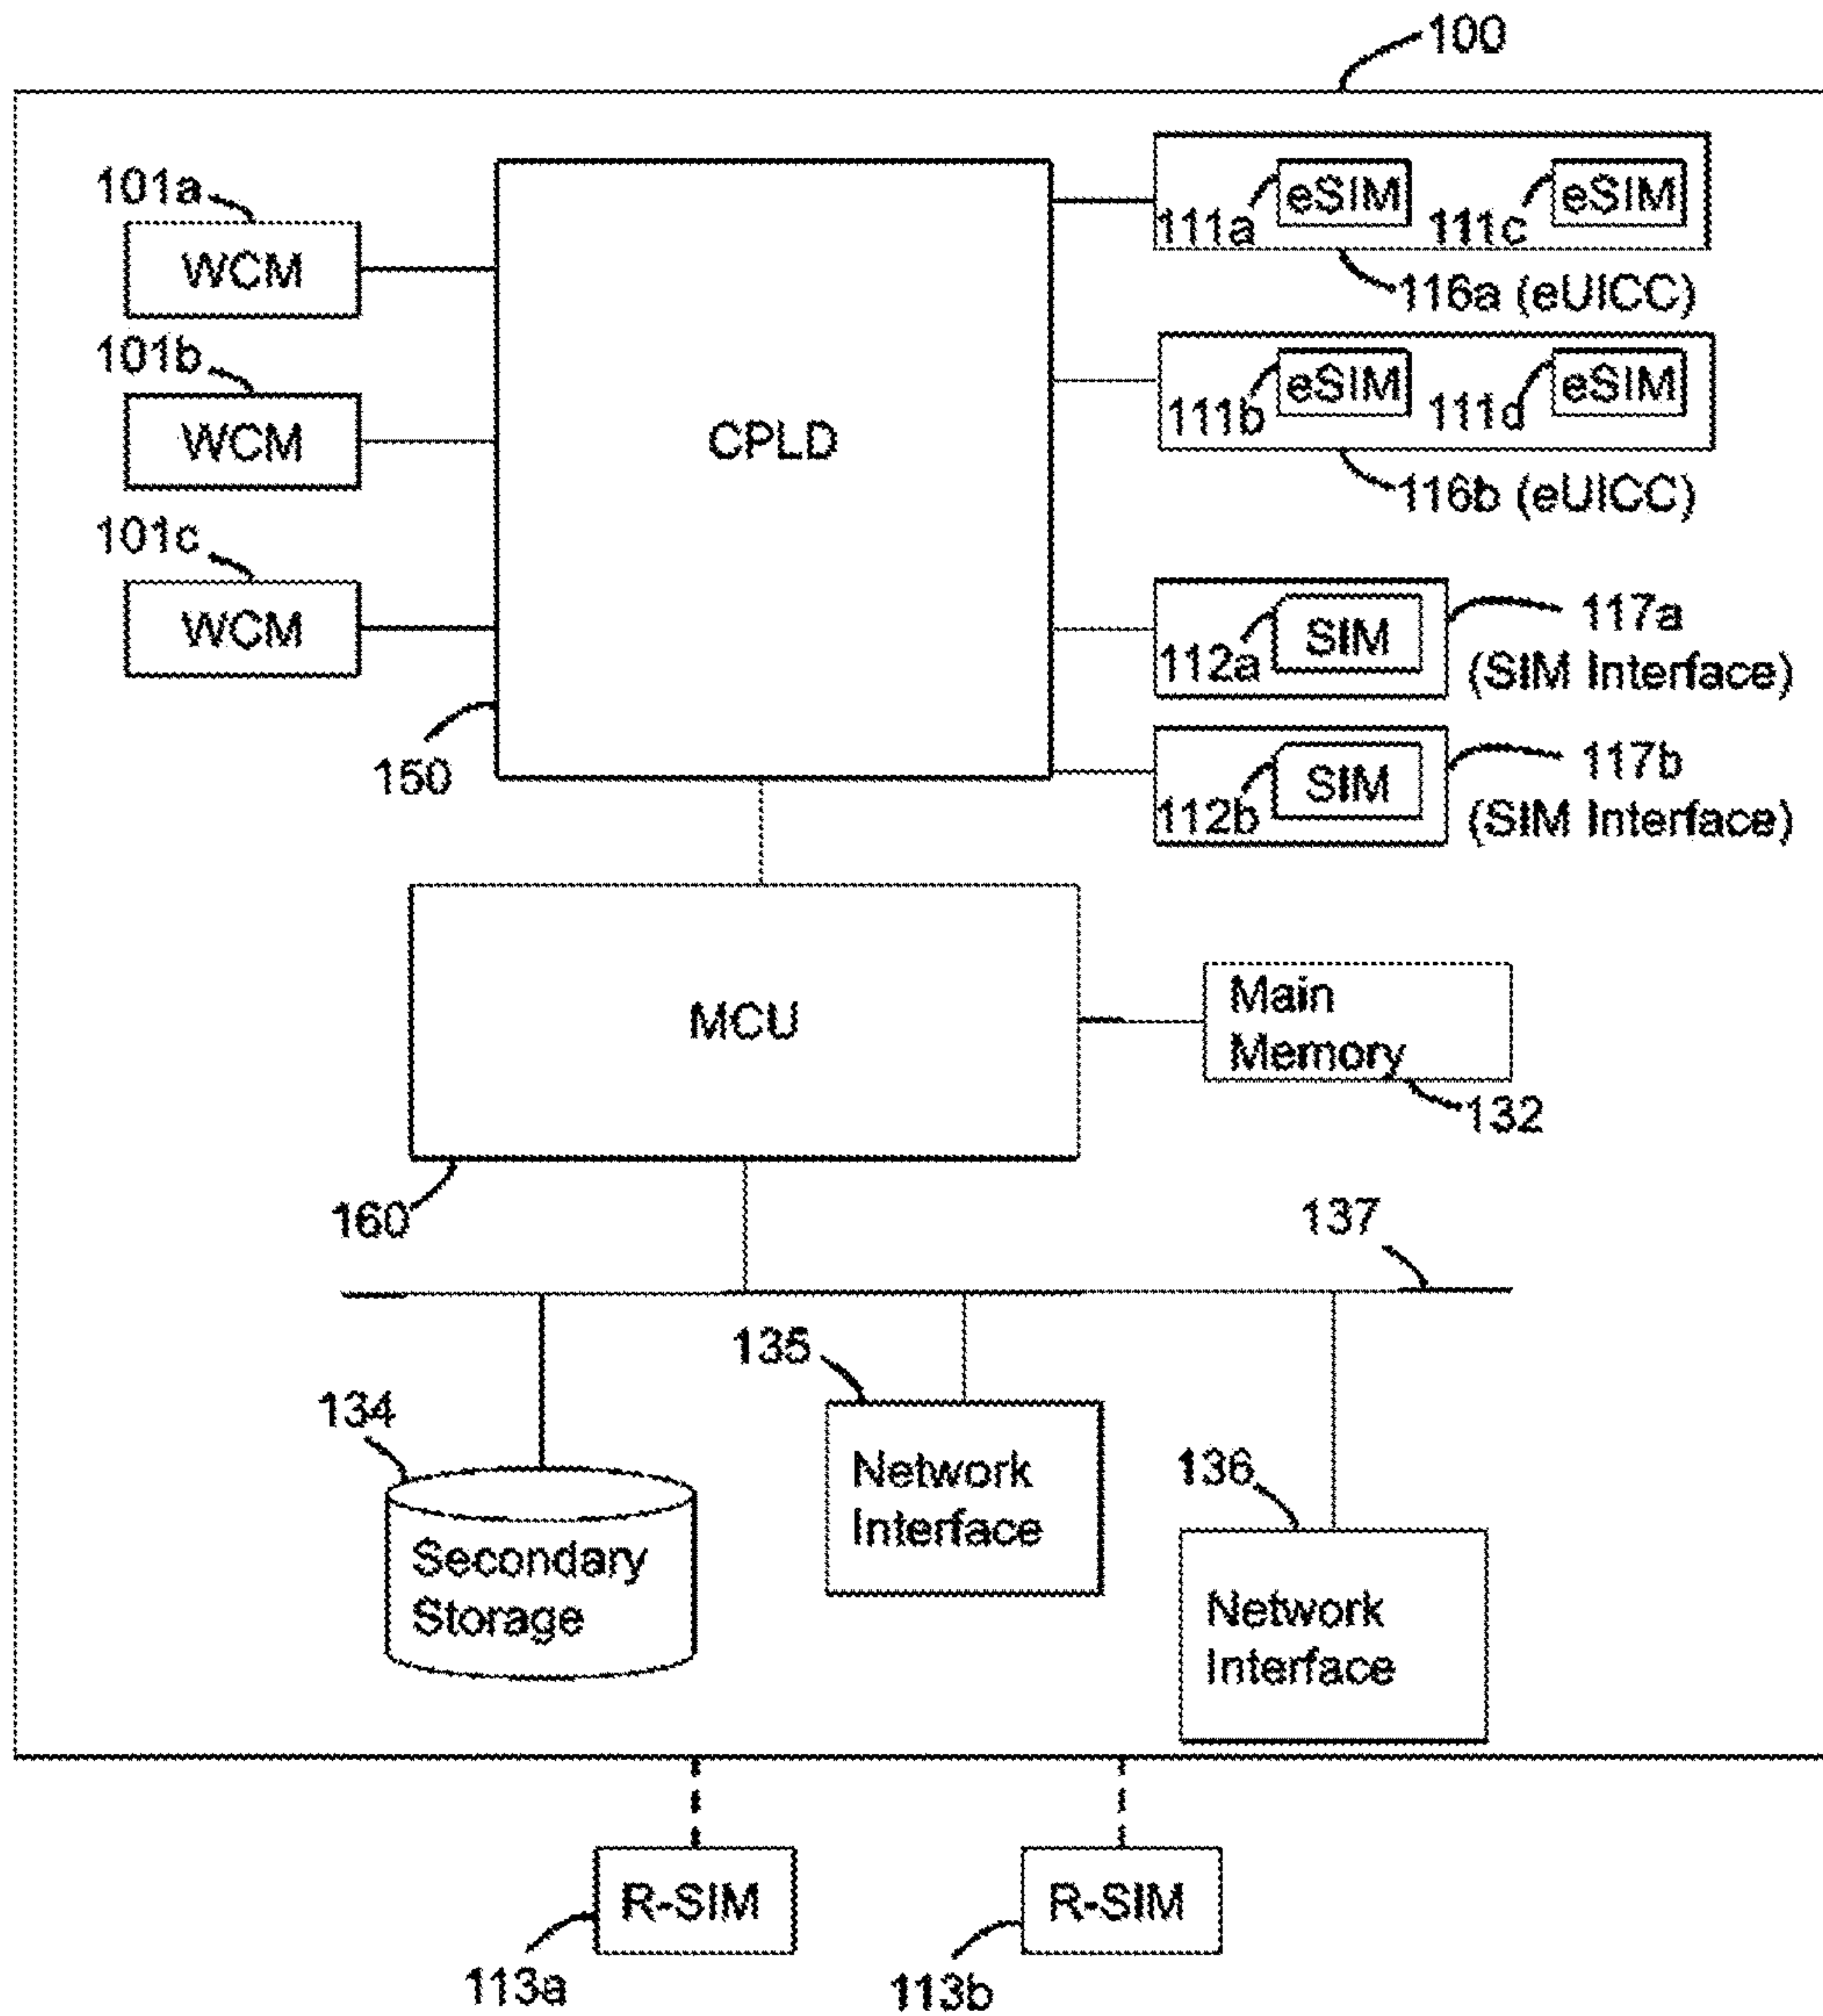 100
101a
WCM
101b
WCM
101c
WCM
CPLD
150
111a
eSIM
111c
eSIM
116a (eUICC)
111b
eSIM
111d
eSIM
116b (eUICC)
112a
SIM
117a
(SIM Interface)
112b
SIM
117b
(SIM Interface)
MCU
160
Main
Memory
132
137
134
Secondary
Storage
135
Network
Interface
136
Network
Interface
R-SIM
113a
R-SIM
113b